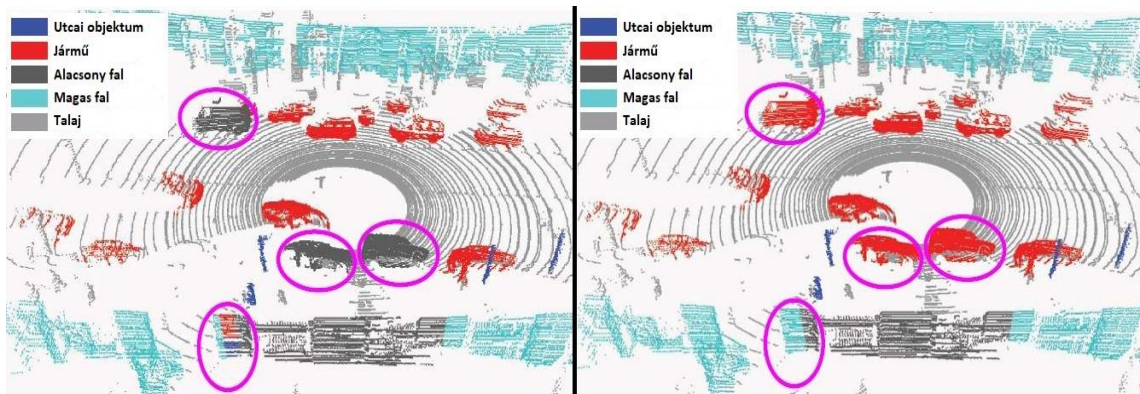 Utcai objektum
Jármű
Alacsony fal
Magas fal
Talaj
Utcai objektum
Jármű
Alacsony fal
Magas fal
Talaj